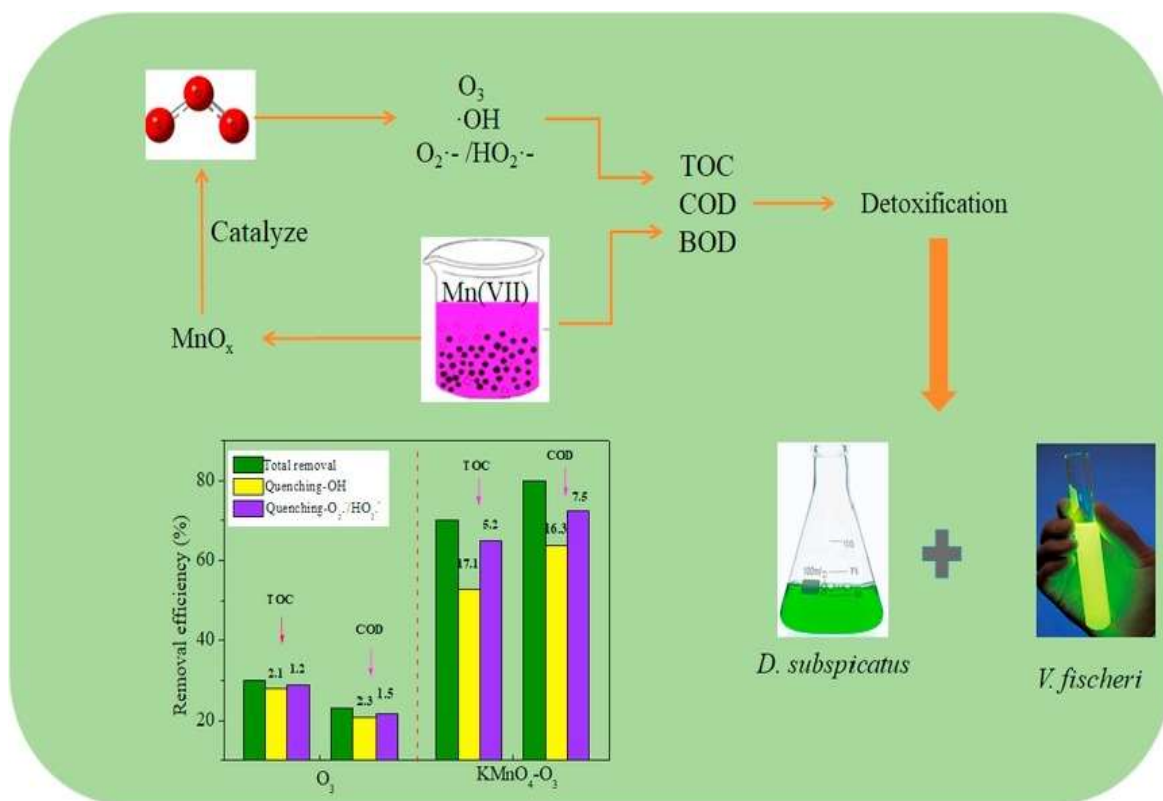 O₃
·OH
O₂·- /HO₂·-
TOC
COD
BOD
Detoxification
Catalyze
Mn(VII)
MnOₓ
Total removal
Quenching-OH
Quenching-O₂·⁻/HO₂·⁻
Removal efficiency (%)
80
60
40
20
TOC
2.1
1.2
COD
2.3
1.5
TOC
17.1
5.2
COD
16.3
7.5
O₃
KMnO₄-O₃
100ml
D. subspicatus
V. fischeri